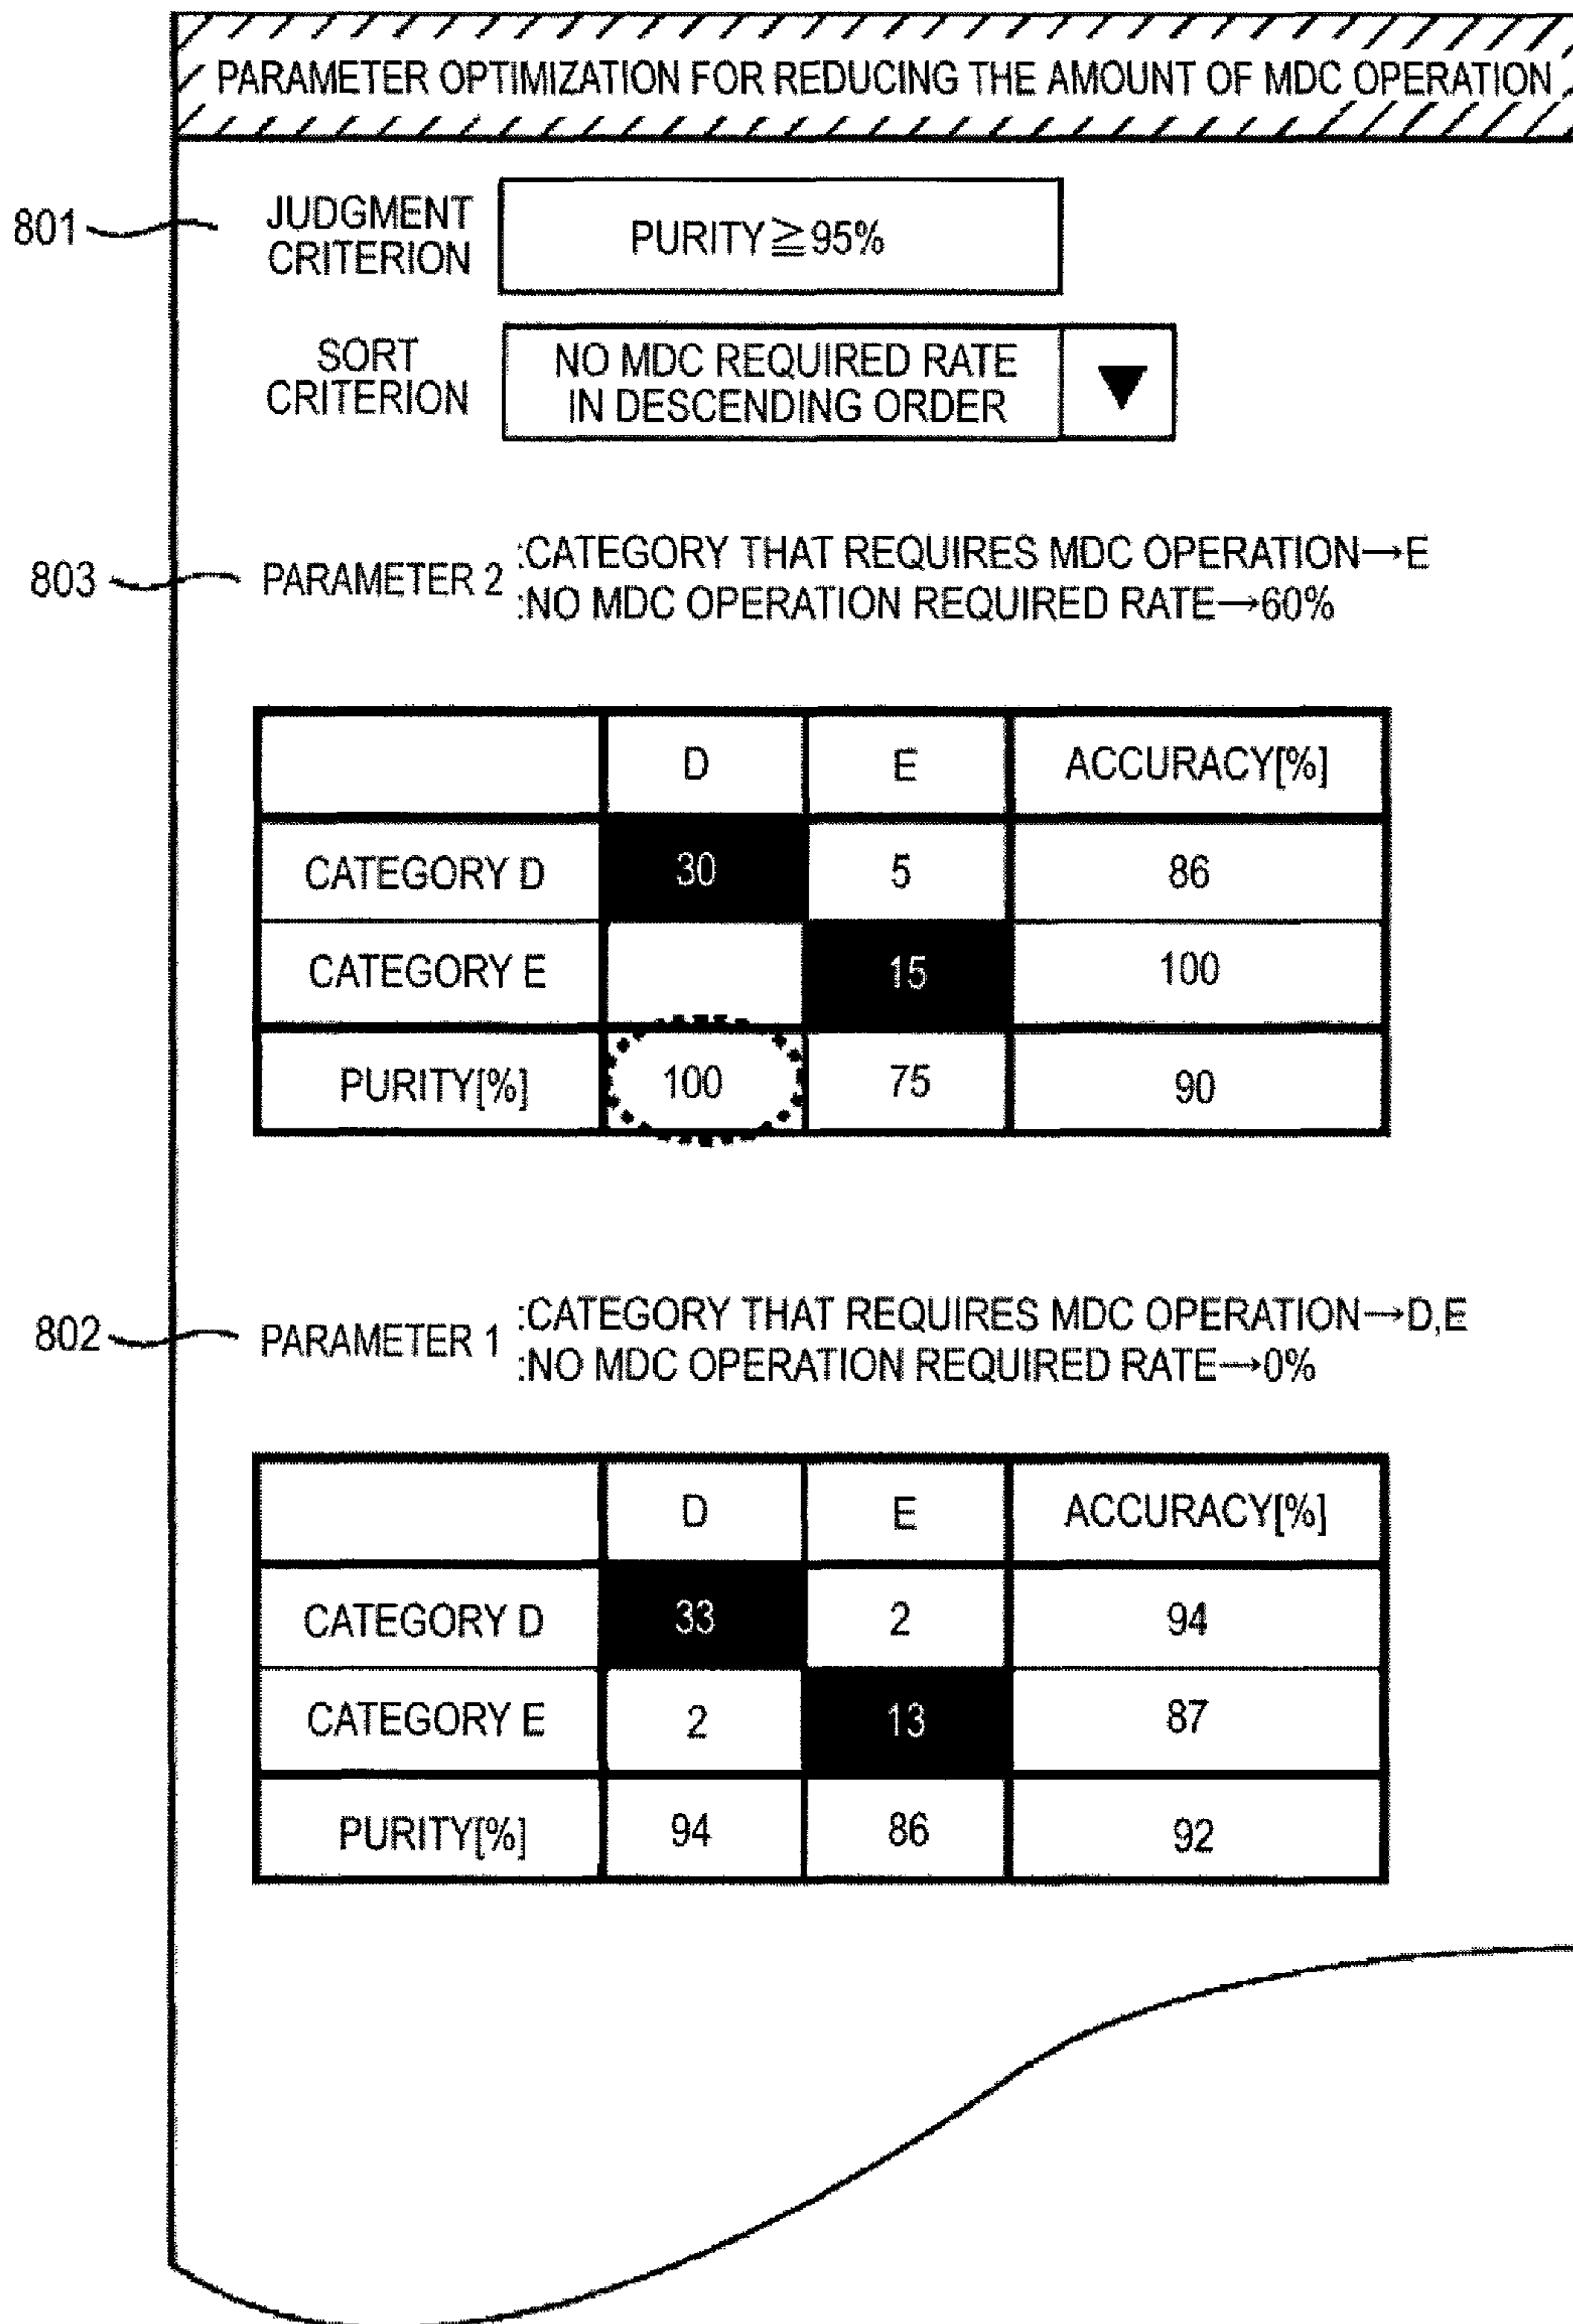 PARAMETER OPTIMIZATION FOR REDUCING THE AMOUNT OF MDC OPERATION
801
JUDGMENT
CRITERION
PURITY≧95%
SORT
CRITERION
NO MDC REQUIRED RATE
IN DESCENDING ORDER
▼
803
PARAMETER 2
:CATEGORY THAT REQUIRES MDC OPERATION→E
:NO MDC OPERATION REQUIRED RATE→60%
D E ACCURACY[%]
CATEGORY D 30 5 86
CATEGORY E 15 100
PURITY[%] 100 75 90
802
PARAMETER 1
:CATEGORY THAT REQUIRES MDC OPERATION→D,E
:NO MDC OPERATION REQUIRED RATE→0%
D E ACCURACY[%]
CATEGORY D 33 2 94
CATEGORY E 2 13 87
PURITY[%] 94 86 92